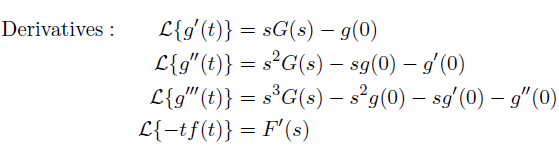 Derivatives : ℒ{g′(t)} = sG(s) − g(0)
ℒ{g′′(t)} = s²G(s) − sg(0) − g′(0)
ℒ{g′′′(t)} = s³G(s) − s²g(0) − sg′(0) − g′′(0)
ℒ{−tf(t)} = F′(s)